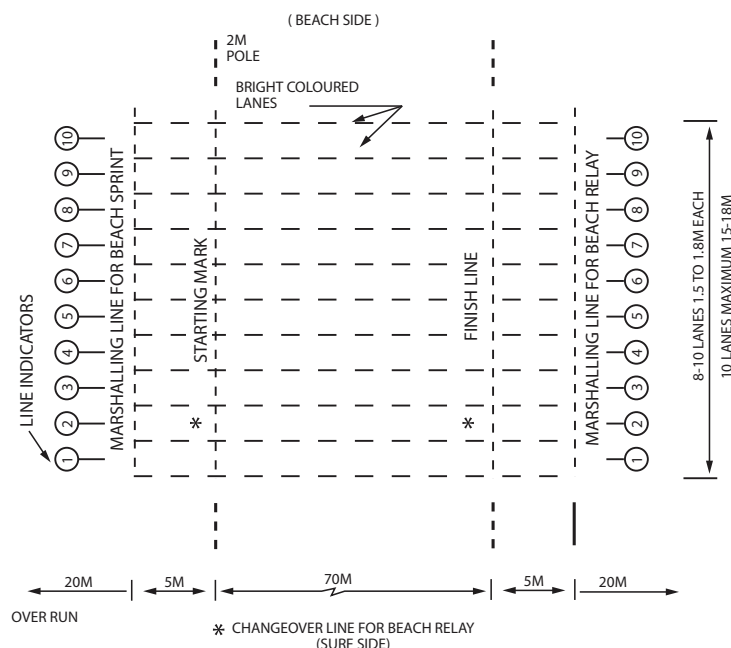 ( BEACH SIDE )
2M
POLE
BRIGHT COLOURED
LANES
10
9
8
7
6
5
4
3
2
1
LINE INDICATORS
MARSHALLING LINE FOR BEACH SPRINT
STARTING MARK
*
FINISH LINE
*
MARSHALLING LINE FOR BEACH RELAY
10
9
8
7
6
5
4
3
2
1
8-10 LANES 1.5 TO 1.8M EACH
10 LANES MAXIMUM 15-18M
20M
5M
70M
5M
20M
OVER RUN
* CHANGEOVER LINE FOR BEACH RELAY
(SURF SIDE)